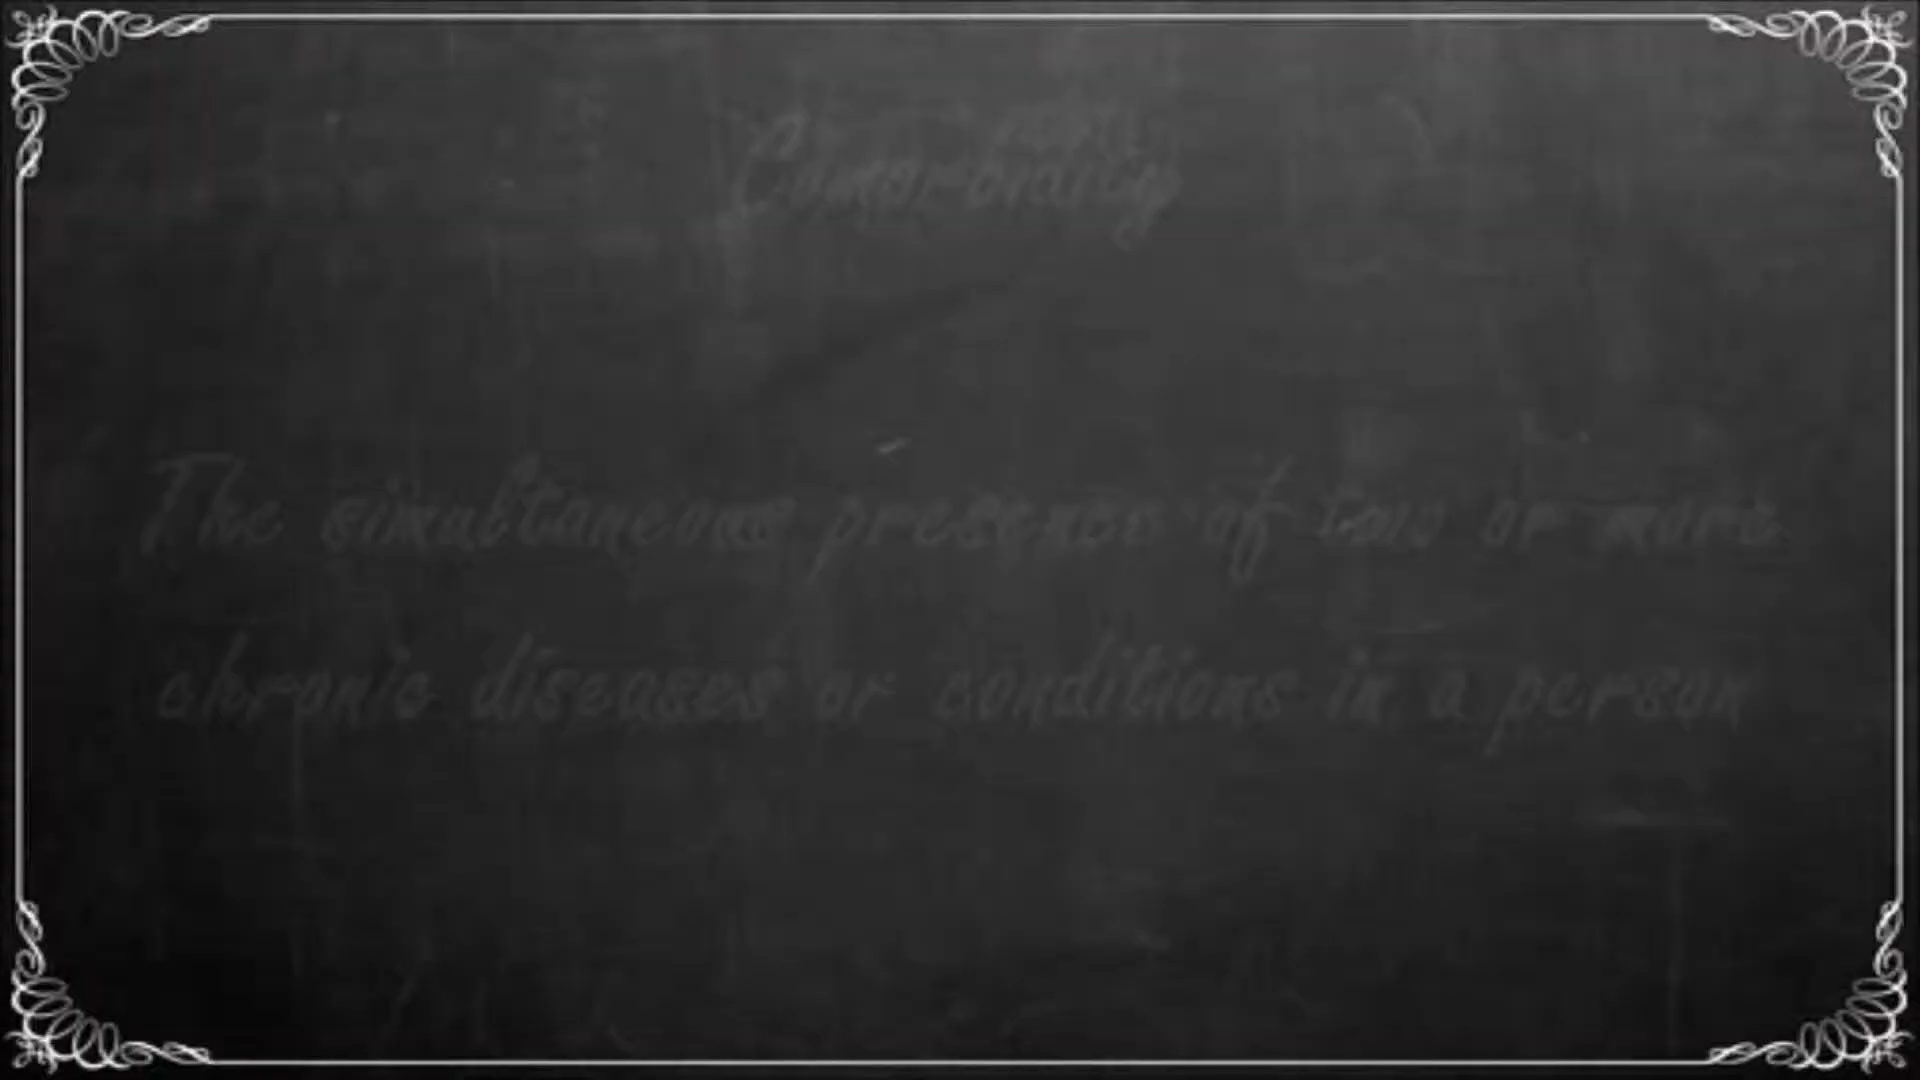 Comorbidity
The simultaneous presence of two or more
chronic diseases or conditions in a person